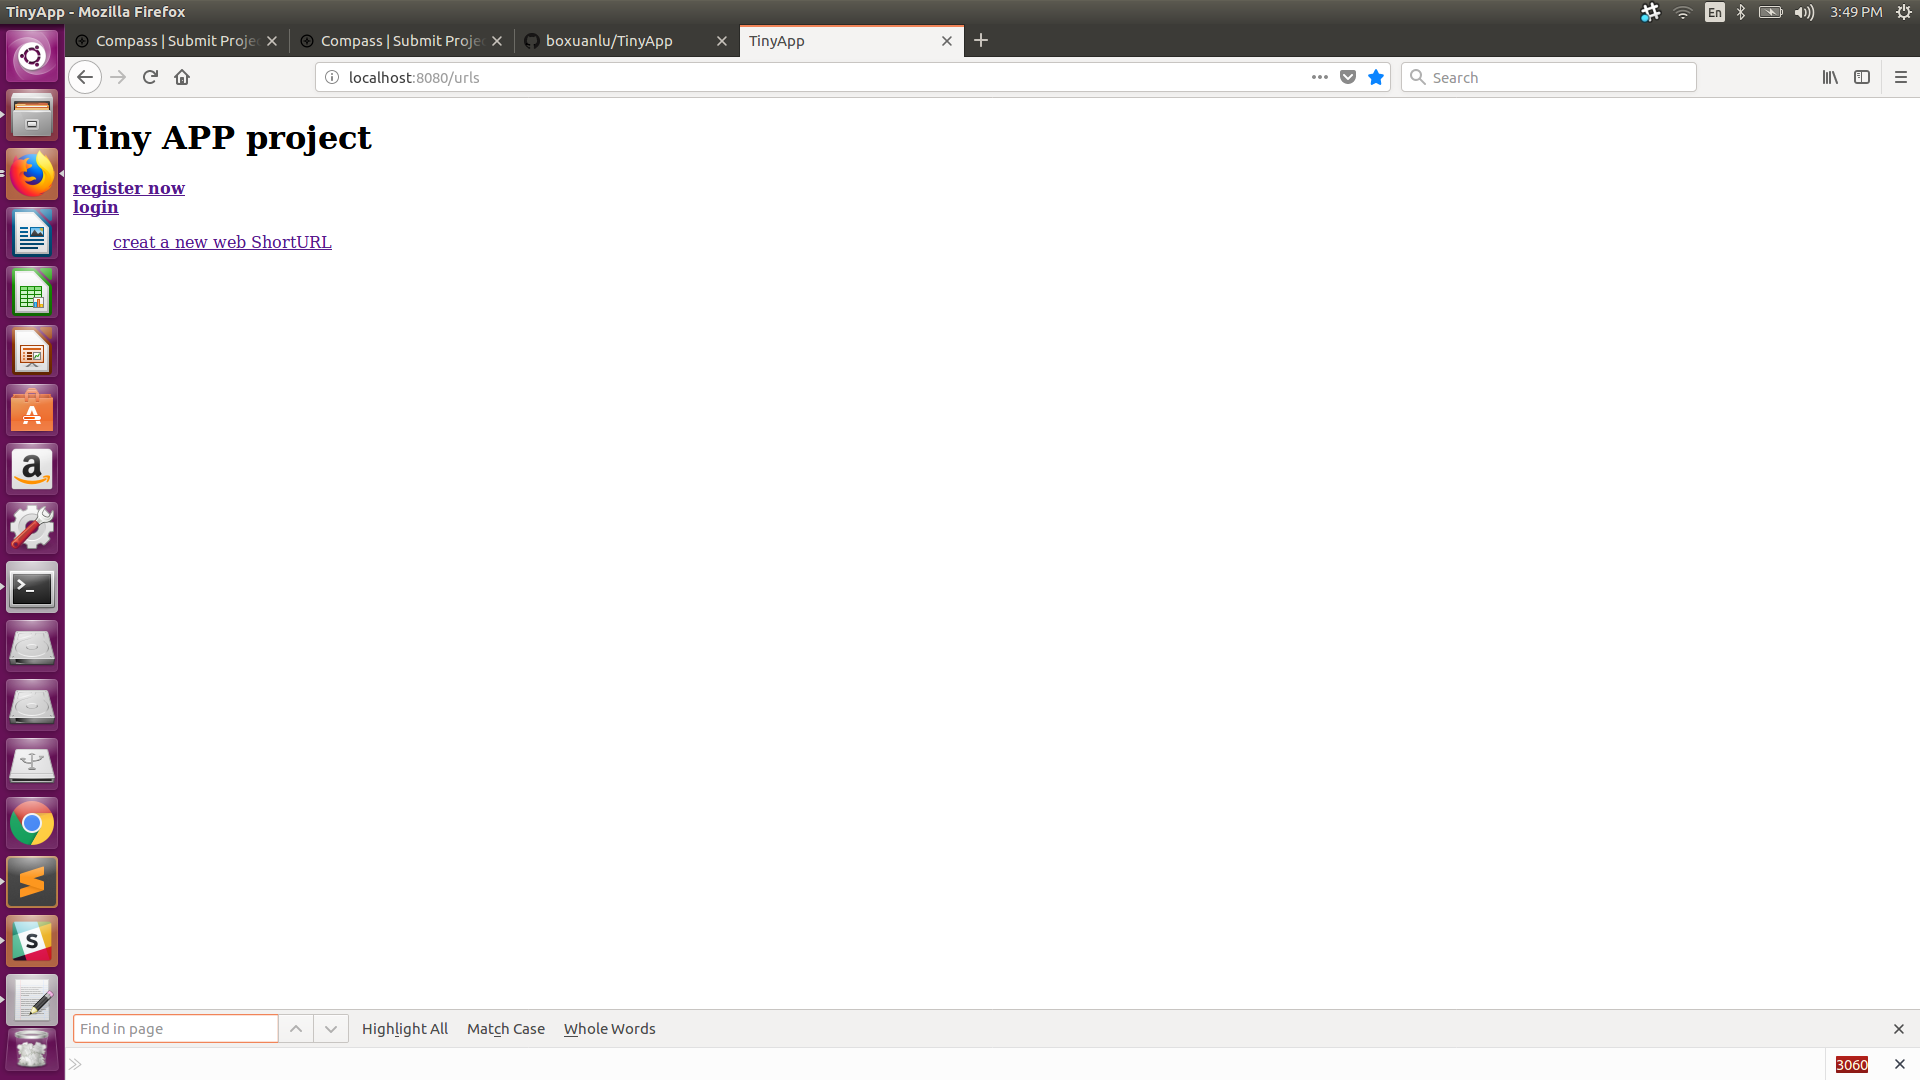 TinyApp - Mozilla Firefox
En
3:49 PM
Compass | Submit Proje
Compass | Submit Proje
boxuanlu/TinyApp
TinyApp
localhost:8080/urls
Search
Tiny APP project
register now
login
creat a new web ShortURL
Find in page
Highlight All
Match Case
Whole Words
3060